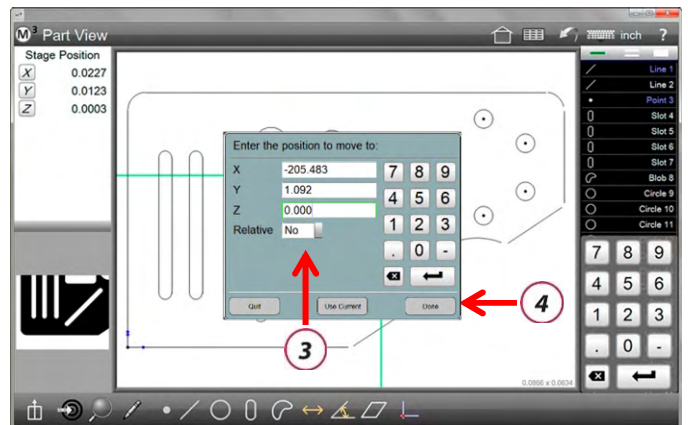 M³ Part View
inch ?
Stage Position
X 0.0227
Y 0.0123
Z 0.0003
Enter the position to move to:
X -205.483
Y 1.092
Z 0.000
Relative No
7 8 9
4 5 6
1 2 3
. 0 -
Quit Use Current Done
3
4
Line 1
Line 2
Point 3
Slot 4
Slot 5
Slot 6
Slot 7
Blob 8
Circle 9
Circle 10
Circle 11
7 8 9
4 5 6
1 2 3
. 0 -
0.0866 x 0.0634